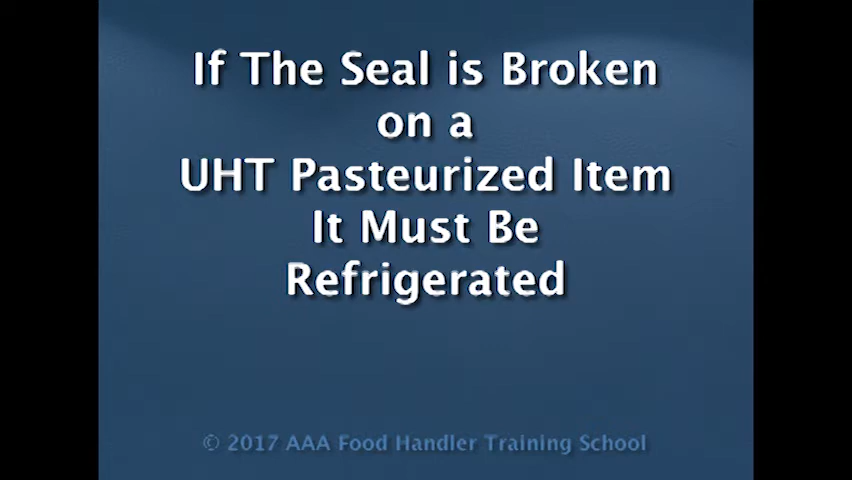 If The Seal is Broken
on a
UHT Pasteurized Item
It Must Be
Refrigerated
© 2017 AAA Food Handler Training School